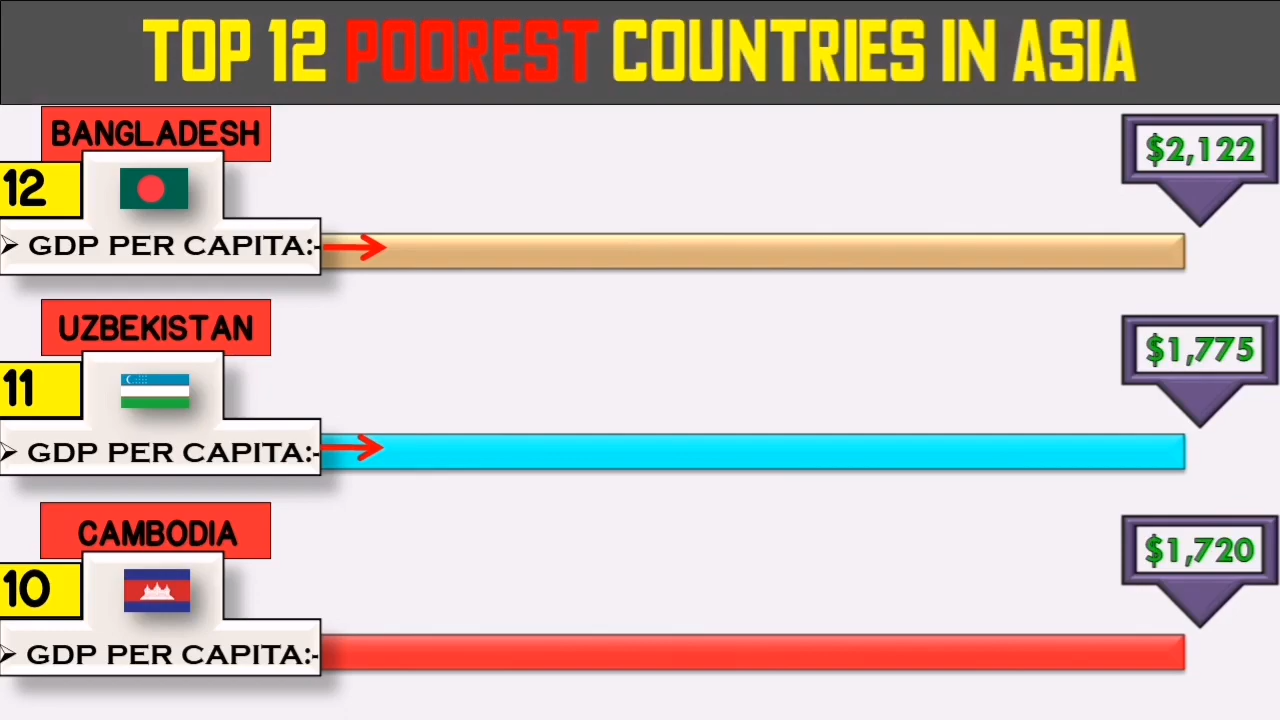 TOP 12 POOREST COUNTRIES IN ASIA
BANGLADESH
$2,122
12
➢ GDP PER CAPITA:-
UZBEKISTAN
$1,775
11
➢ GDP PER CAPITA:-
CAMBODIA
$1,720
10
➢ GDP PER CAPITA:-